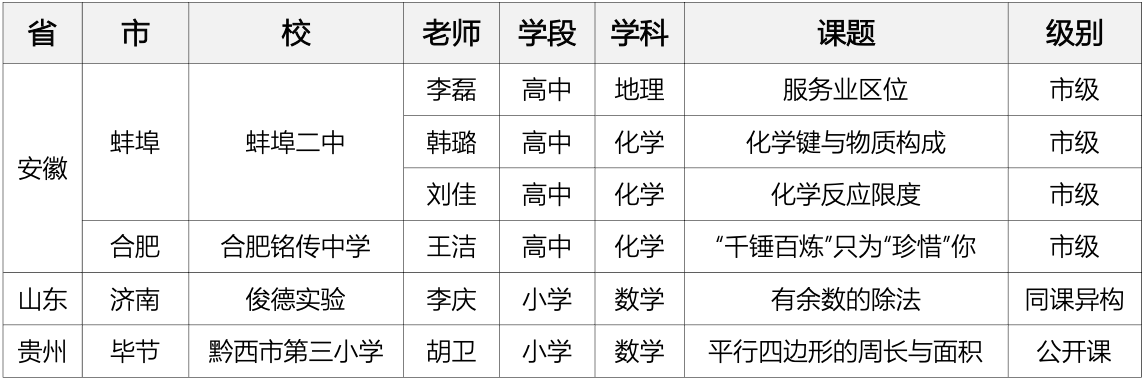 省 市 校 老师 学段 学科 课题 级别
安徽 蚌埠 蚌埠二中 李磊 高中 地理 服务业区位 市级
韩璐 高中 化学 化学键与物质构成 市级
刘佳 高中 化学 化学反应限度 市级
合肥 合肥铭传中学 王洁 高中 化学 “千锤百炼”只为“珍惜”你 市级
山东 济南 俊德实验 李庆 小学 数学 有余数的除法 同课异构
贵州 毕节 黔西市第三小学 胡卫 小学 数学 平行四边形的周长与面积 公开课